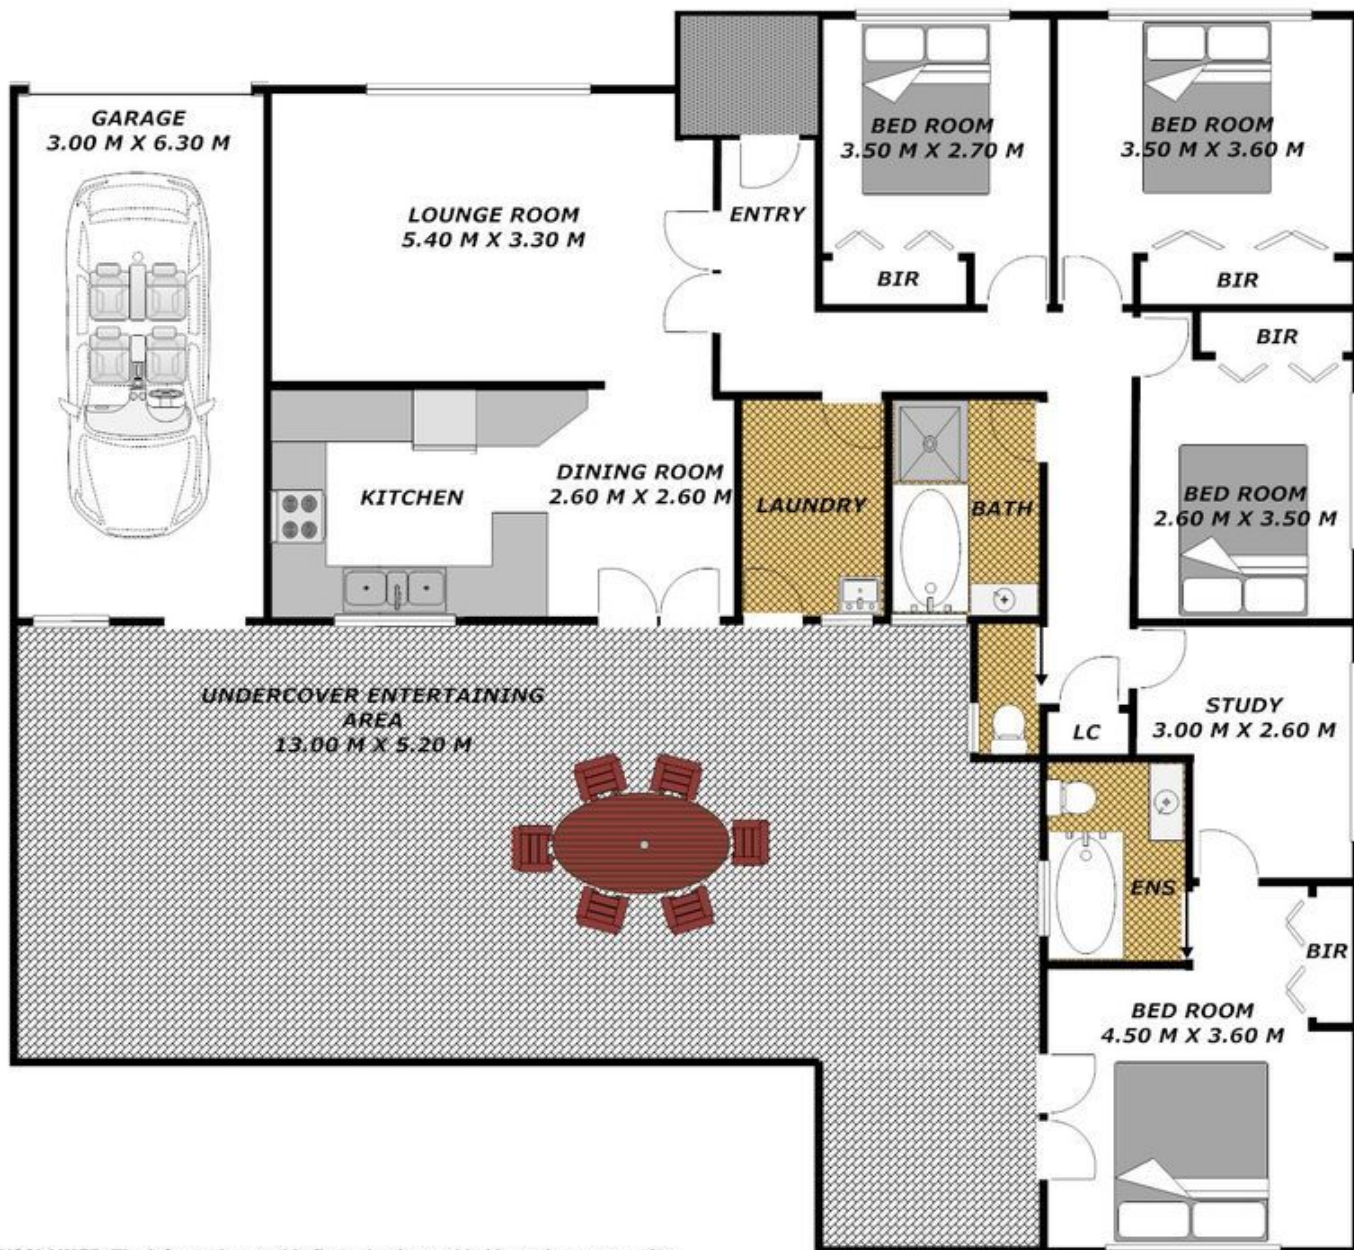 GARAGE
3.00 M X 6.30 M
LOUNGE ROOM
5.40 M X 3.30 M
ENTRY
BED ROOM
3.50 M X 2.70 M
BIR
BED ROOM
3.50 M X 3.60 M
BIR
BIR
BED ROOM
2.60 M X 3.50 M
KITCHEN
DINING ROOM
2.60 M X 2.60 M
LAUNDRY
BATH
UNDERCOVER ENTERTAINING
AREA
13.00 M X 5.20 M
LC
STUDY
3.00 M X 2.60 M
ENS
BIR
BED ROOM
4.50 M X 3.60 M